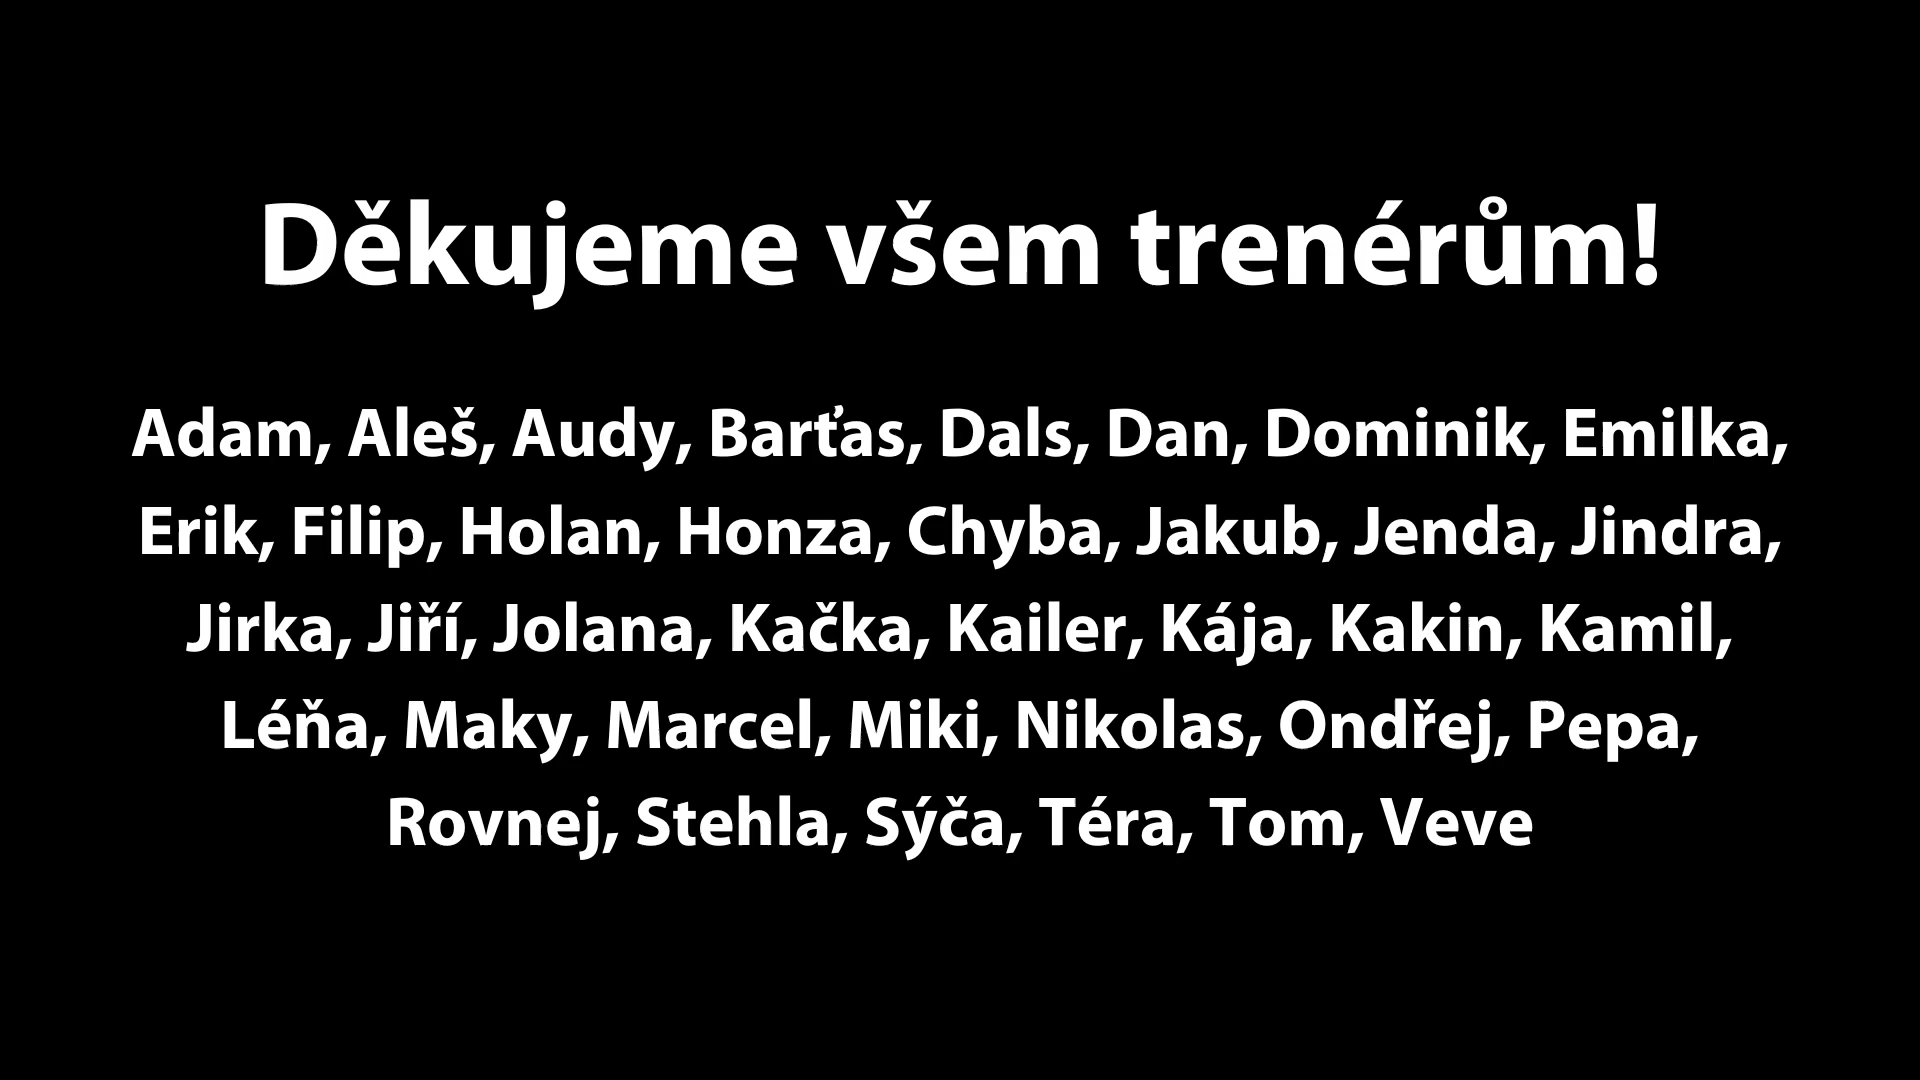 Děkujeme všem trenérům!
Adam, Aleš, Audy, Barťas, Dals, Dan, Dominik, Emilka,
Erik, Filip, Holan, Honza, Chyba, Jakub, Jenda, Jindra,
Jirka, Jiří, Jolana, Kačka, Kailer, Kája, Kakin, Kamil,
Léňa, Maky, Marcel, Miki, Nikolas, Ondřej, Pepa,
Rovnej, Stehla, Sýča, Téra, Tom, Veve